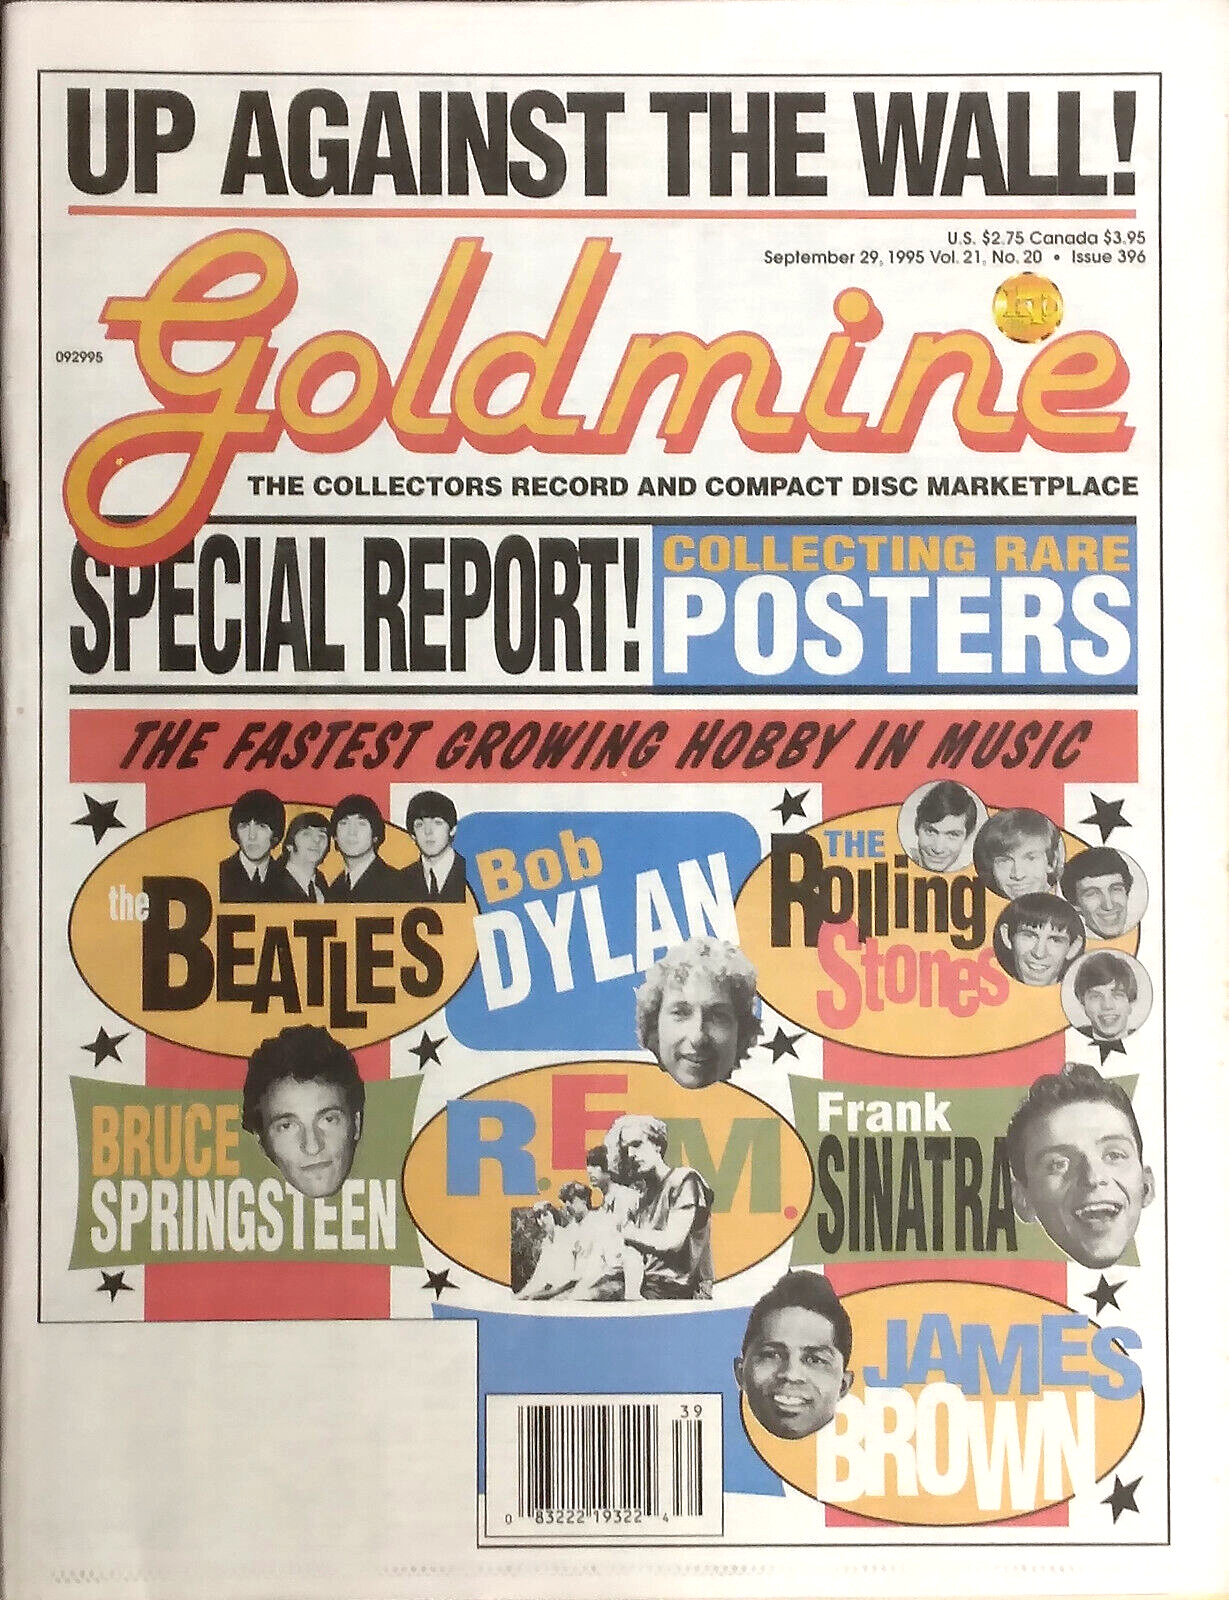 UP AGAINST THE WALL!
U.S. $2.75 Canada $3.95
September 29, 1995 Vol. 21, No. 20 • Issue 396
kp
092995
Goldmine
THE COLLECTORS RECORD AND COMPACT DISC MARKETPLACE
SPECIAL REPORT!
COLLECTING RARE
POSTERS
THE FASTEST GROWING HOBBY IN MUSIC
the
BEATLES
Bob
DYLAN
THE
Rolling
Stones
BRUCE
SPRINGSTEEN
R.E.M.
Frank
SINATRA
JAMES
BROWN
39
0 83222 19322 4